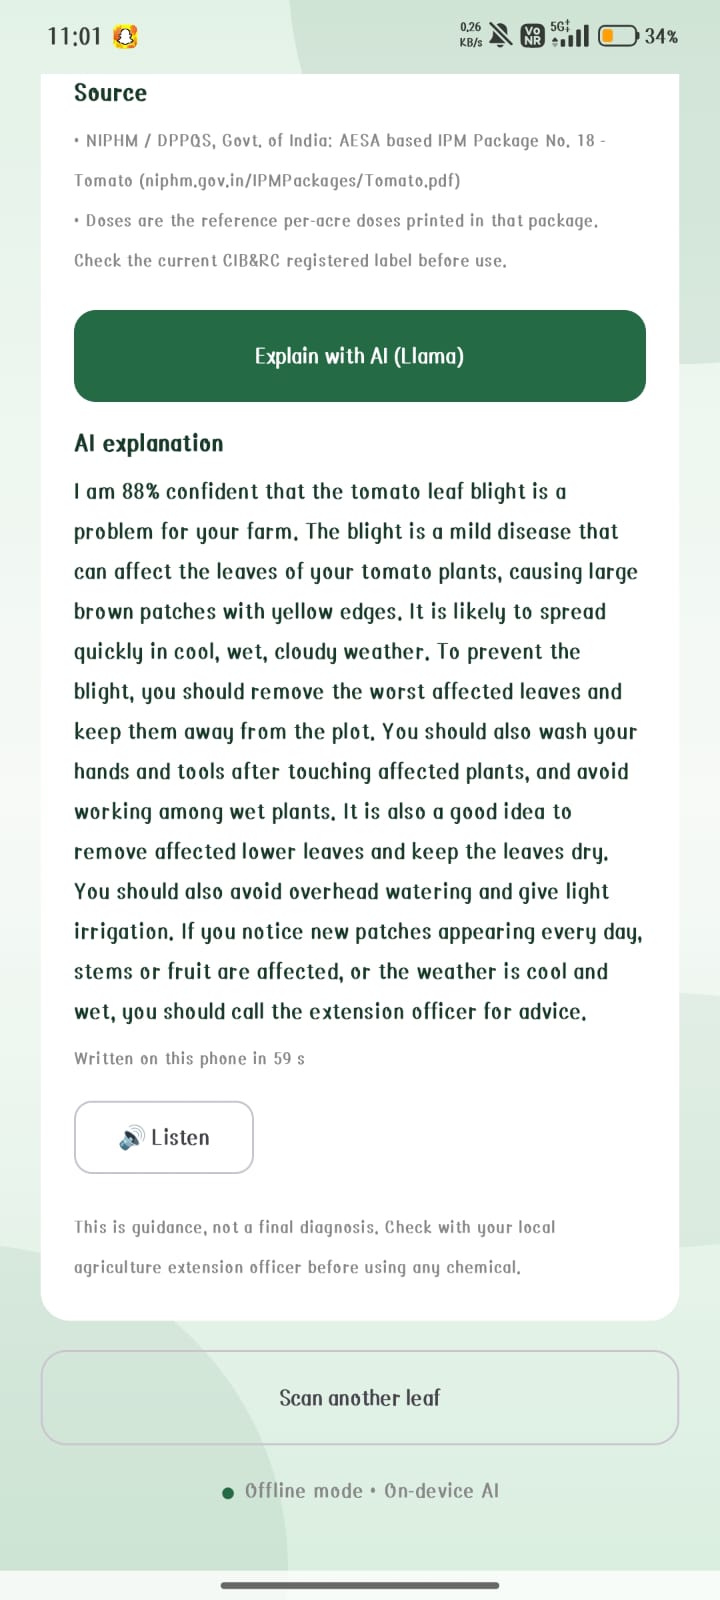 11:01
0.26 KB/s VoNR 5G‡ 34%
Source
• NIPHM / DPPQS, Govt. of India: AESA based IPM Package No. 18 -
Tomato (niphm.gov.in/IPMPackages/Tomato.pdf)
• Doses are the reference per-acre doses printed in that package.
Check the current CIB&RC registered label before use.
Explain with AI (Llama)
AI explanation
I am 88% confident that the tomato leaf blight is a
problem for your farm. The blight is a mild disease that
can affect the leaves of your tomato plants, causing large
brown patches with yellow edges. It is likely to spread
quickly in cool, wet, cloudy weather. To prevent the
blight, you should remove the worst affected leaves and
keep them away from the plot. You should also wash your
hands and tools after touching affected plants, and avoid
working among wet plants. It is also a good idea to
remove affected lower leaves and keep the leaves dry.
You should also avoid overhead watering and give light
irrigation. If you notice new patches appearing every day,
stems or fruit are affected, or the weather is cool and
wet, you should call the extension officer for advice.
Written on this phone in 59 s
🔊 Listen
This is guidance, not a final diagnosis. Check with your local
agriculture extension officer before using any chemical.
Scan another leaf
Offline mode • On-device AI